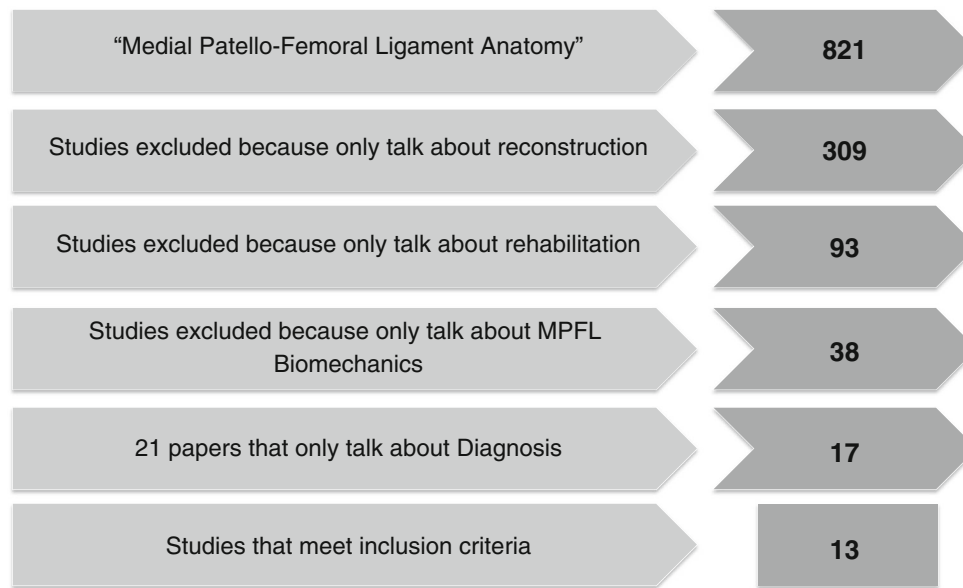 “Medial Patello-Femoral Ligament Anatomy”
821
Studies excluded because only talk about reconstruction
309
Studies excluded because only talk about rehabilitation
93
Studies excluded because only talk about MPFL
Biomechanics
38
21 papers that only talk about Diagnosis
17
Studies that meet inclusion criteria
13